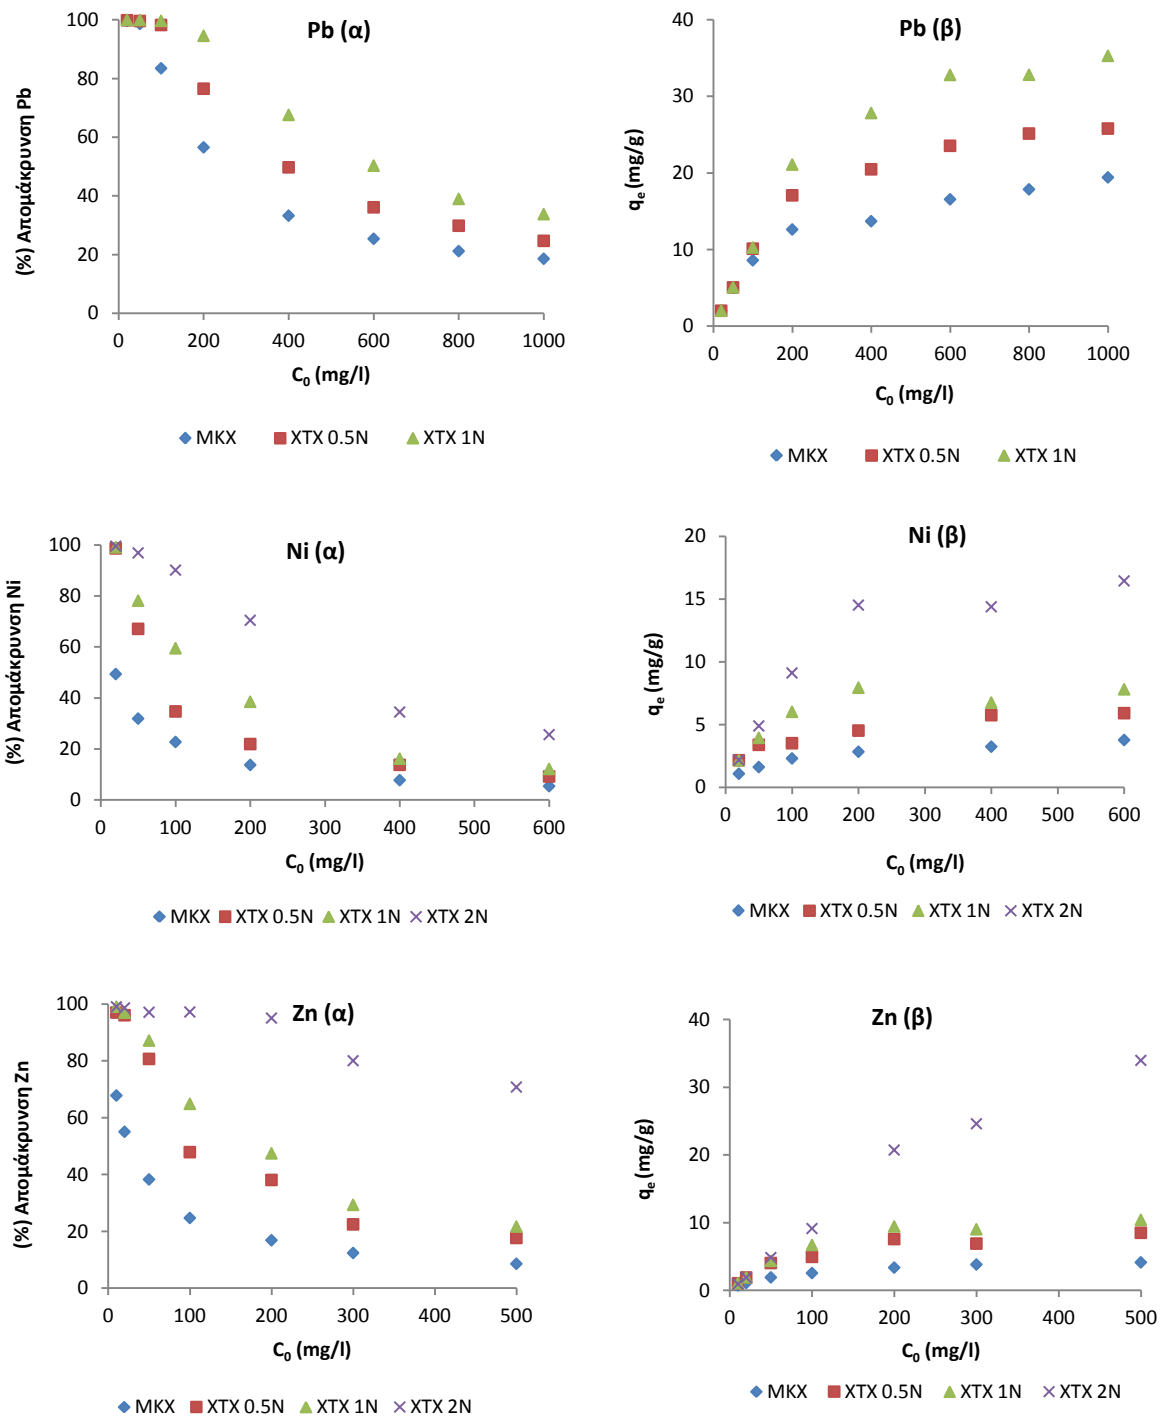 Pb (α)
(%) Απομάκρυνση Pb
100
80
60
40
20
0
0 200 400 600 800 1000
C₀ (mg/l)
MKX XTX 0.5N XTX 1N
Pb (β)
qₑ (mg/g)
40
30
20
10
0
0 200 400 600 800 1000
C₀ (mg/l)
MKX XTX 0.5N XTX 1N
Ni (α)
(%) Απομάκρυνση Ni
100
80
60
40
20
0
0 100 200 300 400 500 600
C₀ (mg/l)
MKX XTX 0.5N XTX 1N XTX 2N
Ni (β)
qₑ (mg/g)
20
15
10
5
0
0 100 200 300 400 500 600
C₀ (mg/l)
MKX XTX 0.5N XTX 1N XTX 2N
Zn (α)
(%) Απομάκρυνση Zn
100
80
60
40
20
0
0 100 200 300 400 500
C₀ (mg/l)
MKX XTX 0.5N XTX 1N XTX 2N
Zn (β)
qₑ (mg/g)
40
30
20
10
0
0 100 200 300 400 500
C₀ (mg/l)
MKX XTX 0.5N XTX 1N XTX 2N